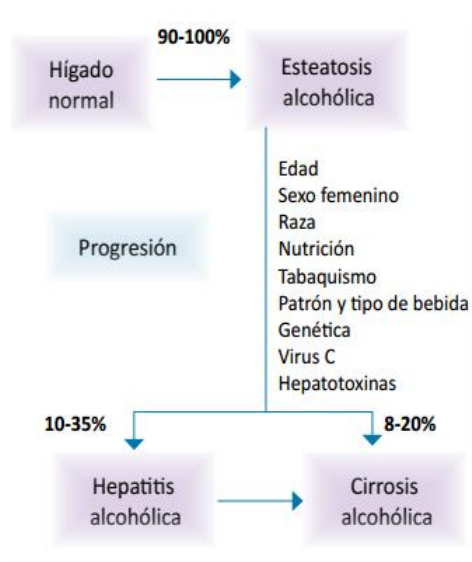 90-100%
Hígado
normal
Esteatosis
alcohólica
Edad
Sexo femenino
Raza
Nutrición
Tabaquismo
Patrón y tipo de bebida
Genética
Virus C
Hepatotoxinas
Progresión
10-35%
8-20%
Hepatitis
alcohólica
Cirrosis
alcohólica